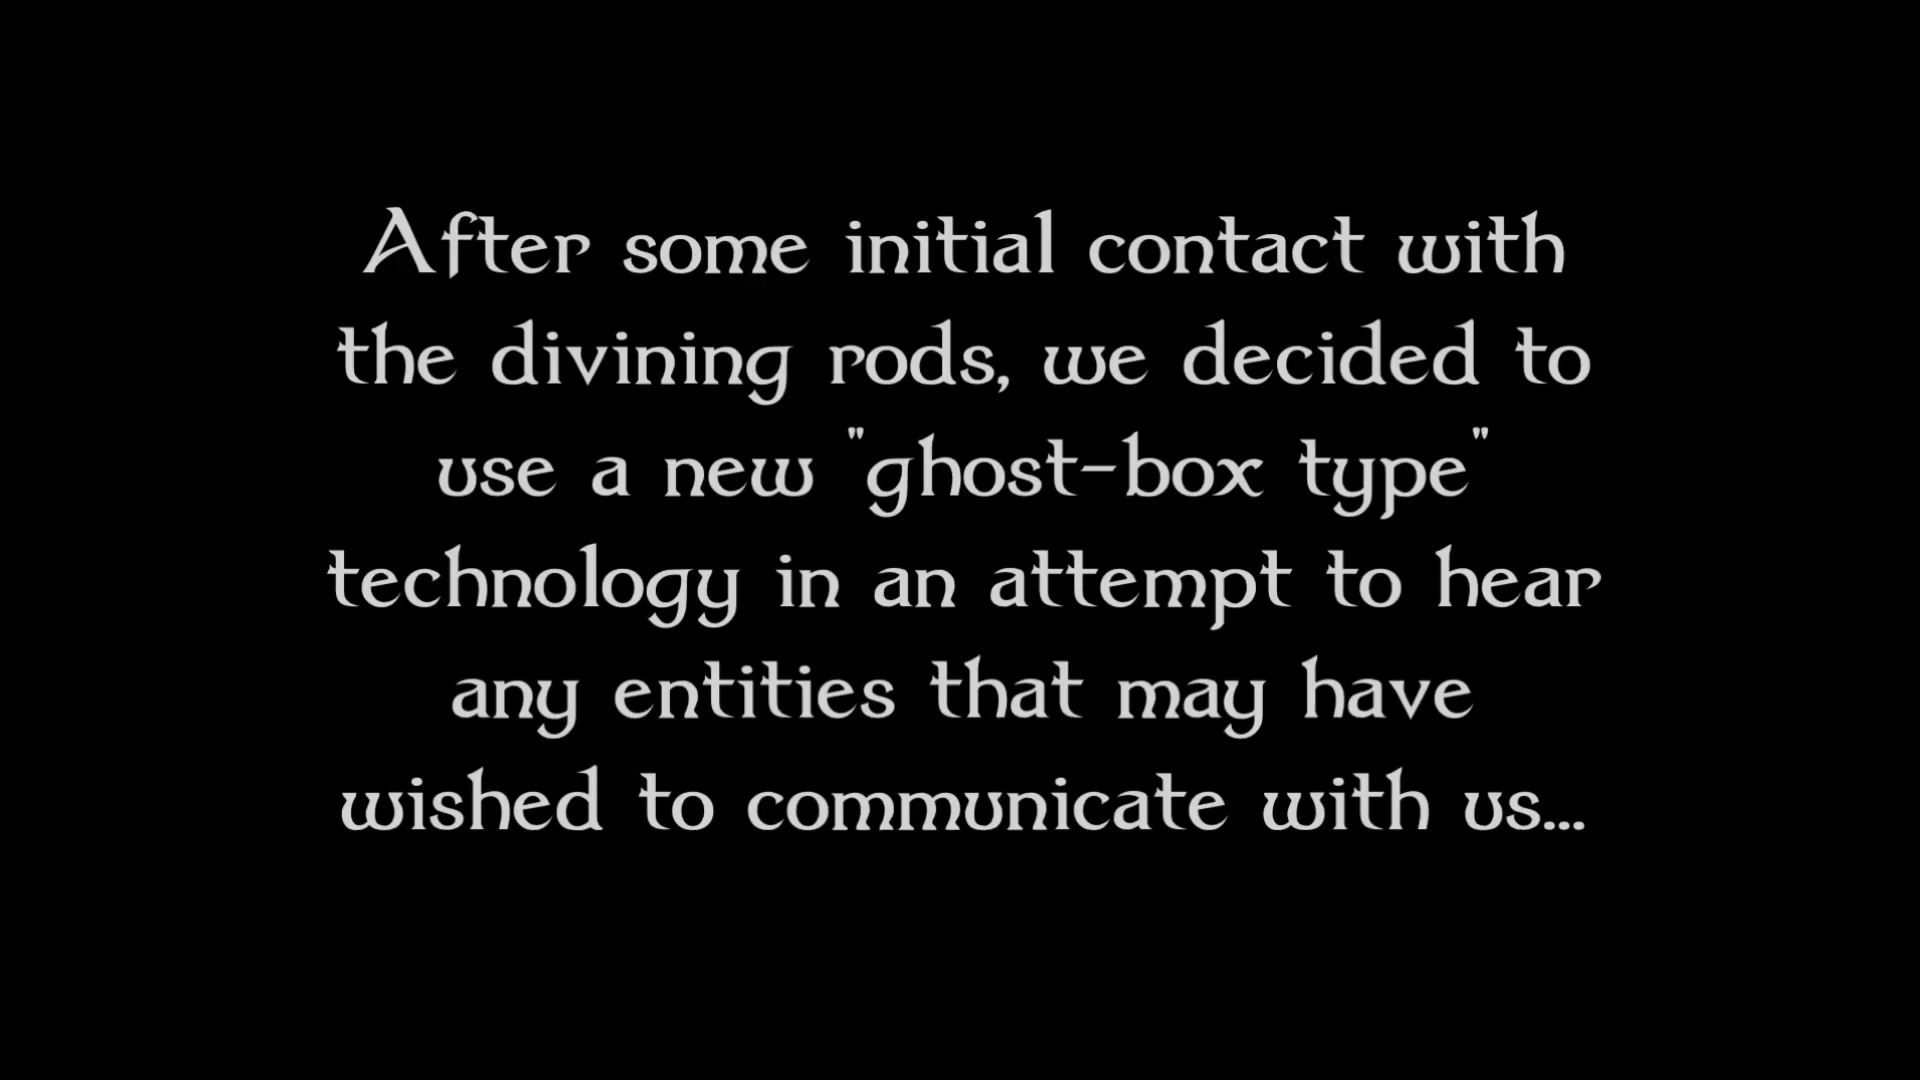 After some initial contact with
the divining rods, we decided to
use a new "ghost-box type"
technology in an attempt to hear
any entities that may have
wished to communicate with us...